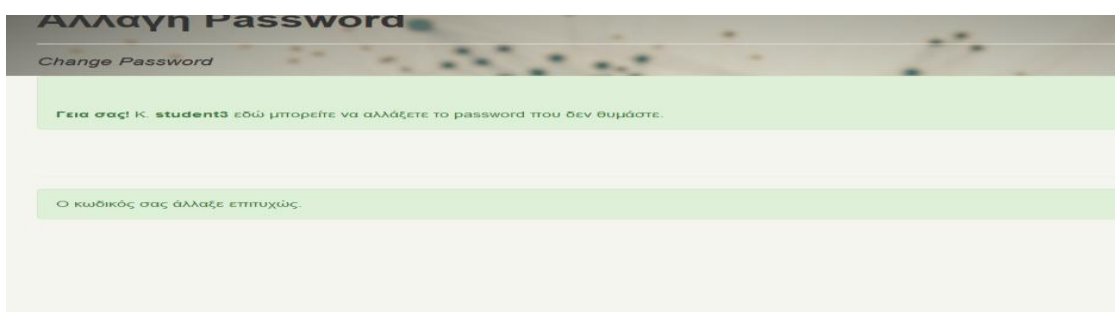 Αλλαγή Password
Change Password
Γεια σας! Κ. student3 εδώ μπορείτε να αλλάξετε το password που δεν θυμάστε.
Ο κωδικός σας άλλαξε επιτυχώς.